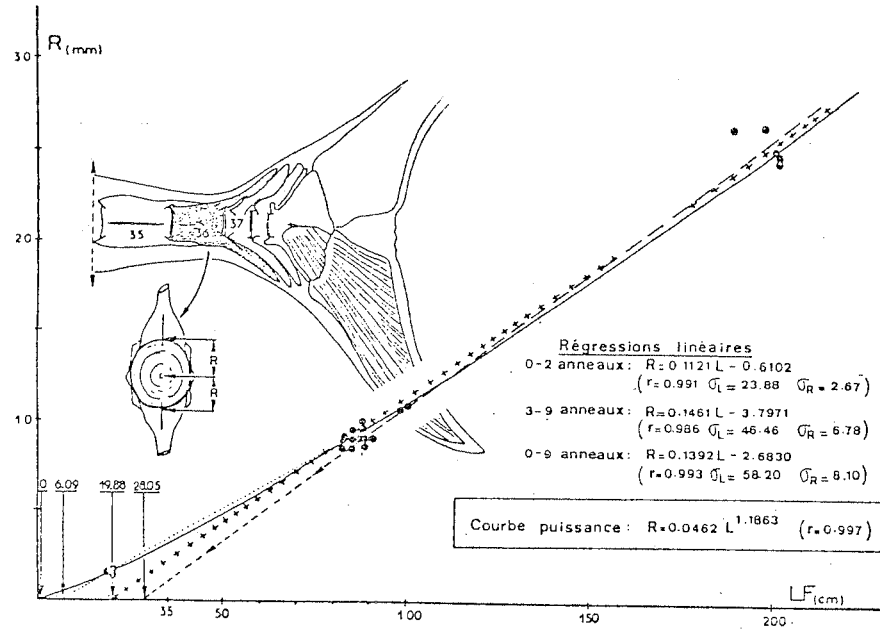 30
R(mm)
35
36
37
20
R
R
Régressions linéaires
0-2 anneaux: R=0.1121 L - 0.6102
(r=0.991 σL=23.88 σR=2.67)
3-9 anneaux: R=0.1461 L - 3.7971
(r=0.986 σL=46.46 σR=6.78)
0-9 anneaux: R=0.1392 L - 2.6830
(r=0.993 σL=58.20 σR=8.10)
10
Courbe puissance: R=0.0462 L^1.1863 (r=0.997)
0 6.09 19.88 26.05
LF(cm)
0 35 50 100 150 200